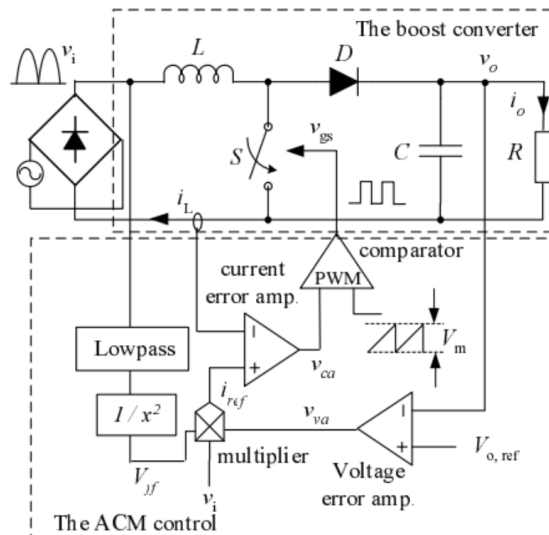 The boost converter
v_i
L
D
v_o
i_o
S
v_gs
C
R
i_L
comparator
current
error amp.
PWM
V_m
Lowpass
v_ca
i_ref
1 / x²
v_va
V_ff
multiplier
V_o, ref
v_i
Voltage
error amp.
The ACM control